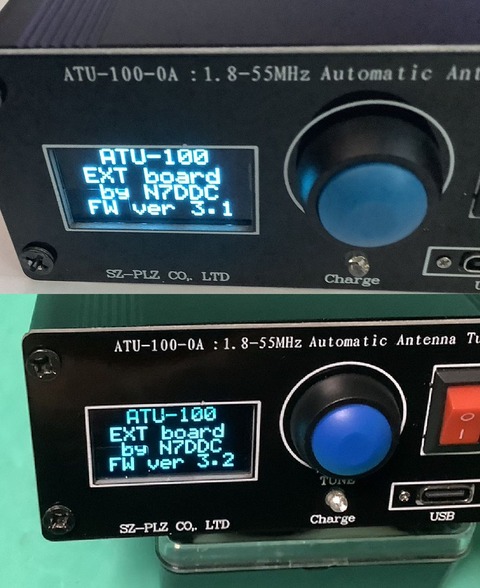 ATU-100-0A : 1.8-55MHz Automatic Ant
ATU-100
EXT board
by N7DDC
FW ver 3.1
Charge
SZ-PLZ CO,. LTD
ATU-100-0A : 1.8-55MHz Automatic Antenna Tu
ATU-100
EXT board
by N7DDC
FW ver 3.2
TUNE
Charge
USB
SZ-PLZ CO,. LTD